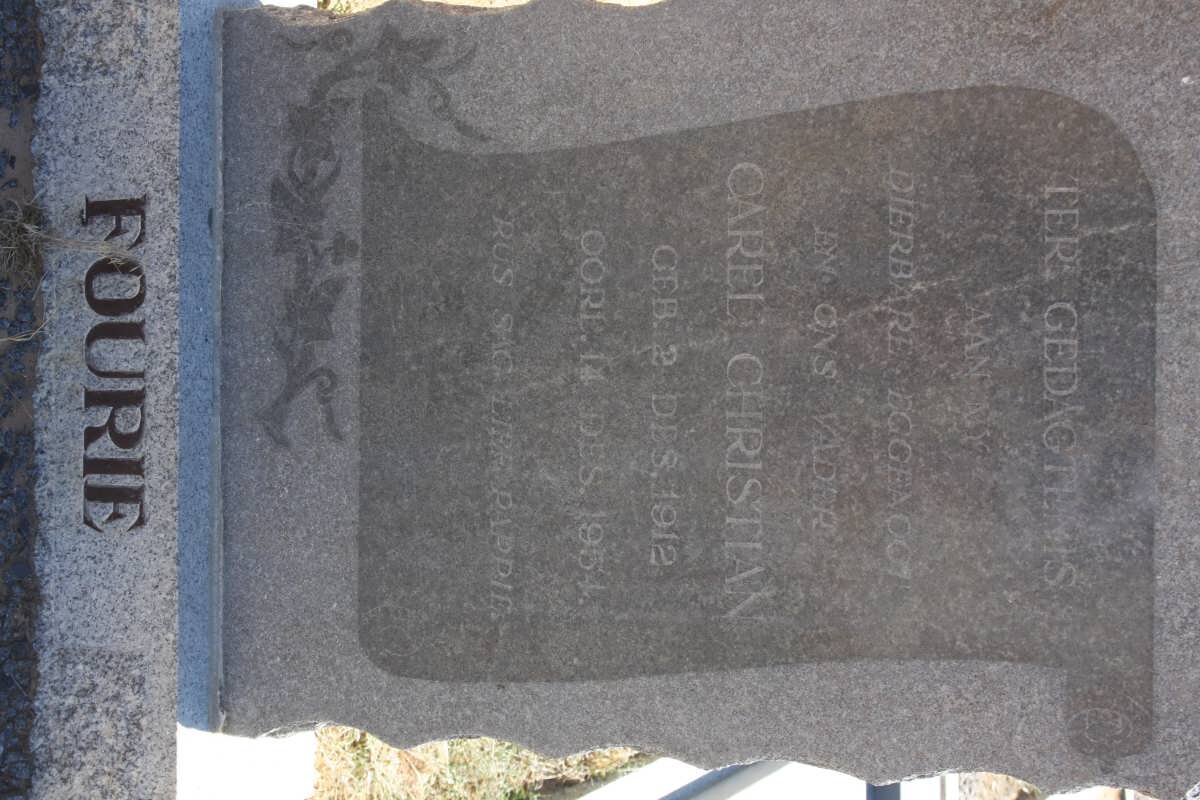 TER GEDAGTENIS
AAN MY
DIERBARE EGGENOOT
EN ONS VADER
CAREL CHRISTIAN
GEB. 2 DES. 1912
OORL. 14 DES. 1964
RUS SAG LIEF PAPPIE
FOURIE